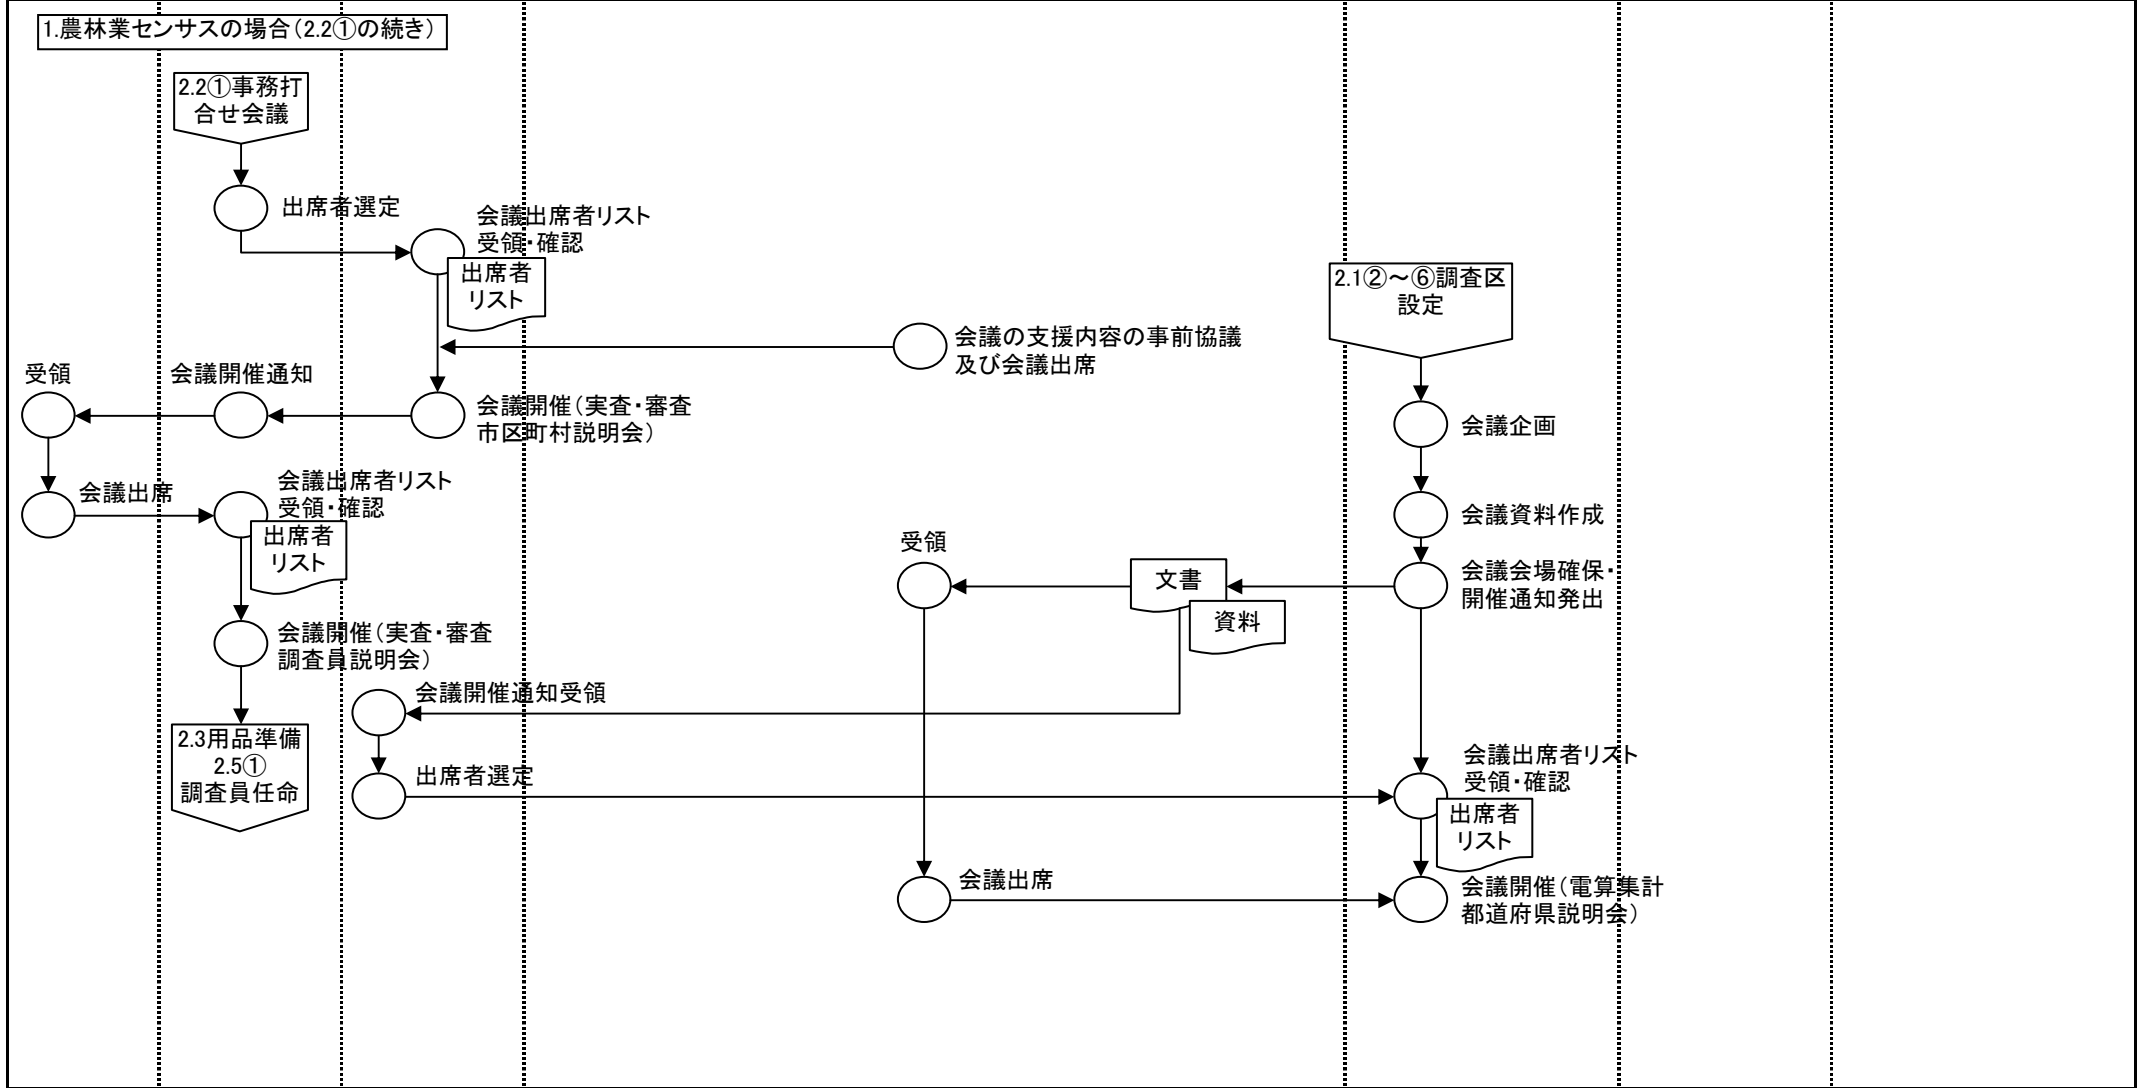 1.農林業センサスの場合（2.2①の続き）
2.2①事務打
合せ会議
出席者選定
会議出席者リスト
受領・確認
出席者
リスト
2.1②～⑥調査区
設定
会議の支援内容の事前協議
及び会議出席
受領
会議開催通知
会議開催（実査・審査
市区町村説明会）
会議企画
会議出席
会議出席者リスト
受領・確認
出席者
リスト
会議資料作成
受領
文書
資料
会議会場確保・
開催通知発出
会議開催（実査・審査
調査員説明会）
会議開催通知受領
2.3用品準備
2.5①
調査員任命
出席者選定
会議出席者リスト
受領・確認
出席者
リスト
会議出席
会議開催（電算集計
都道府県説明会）